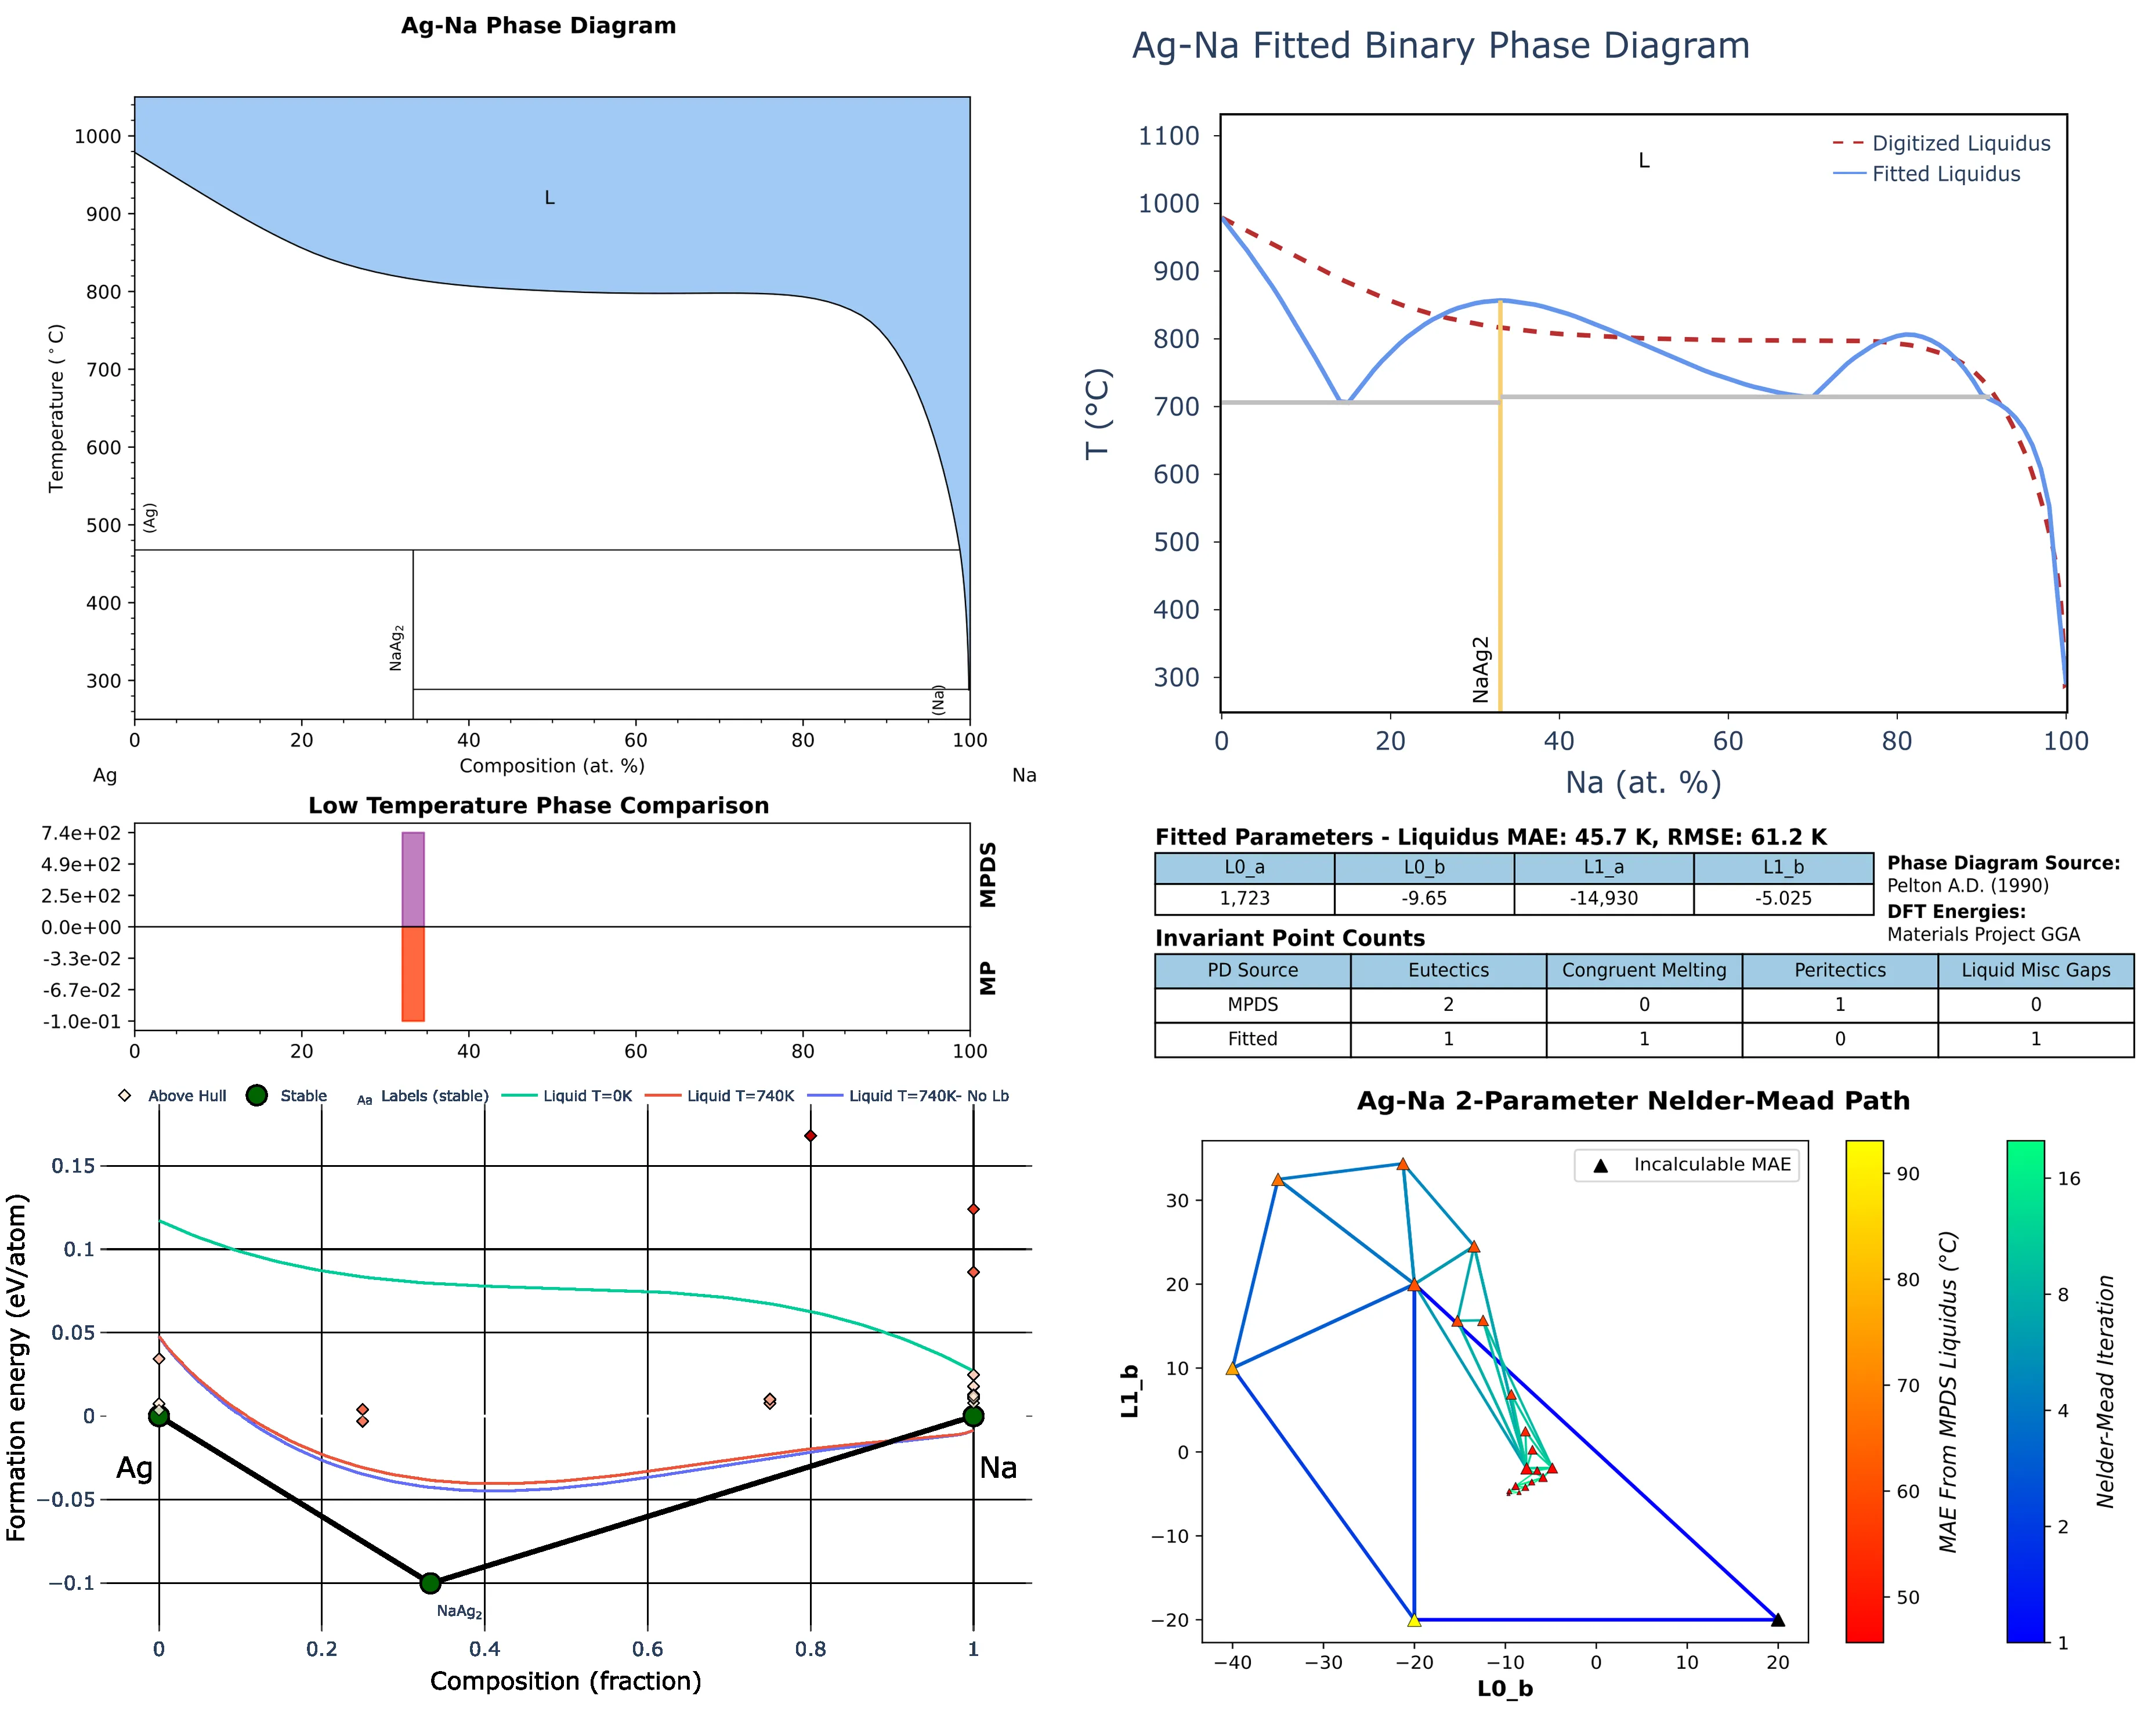 Ag-Na Phase Diagram
Temperature (°C)
1000
900
800
700
600
500
400
300
L
(Ag)
NaAg2
(Na)
0 20 40 60 80 100
Composition (at. %)
Ag Na
Low Temperature Phase Comparison
7.4e+02
4.9e+02
2.5e+02
0.0e+00
-3.3e-02
-6.7e-02
-1.0e-01
MPDS
MP
0 20 40 60 80 100
Above Hull Stable Aa Labels (stable) Liquid T=0K Liquid T=740K Liquid T=740K- No Lb
Formation energy (eV/atom)
0.15
0.1
0.05
0
−0.05
−0.1
Ag
Na
NaAg2
0 0.2 0.4 0.6 0.8 1
Composition (fraction)
Ag-Na Fitted Binary Phase Diagram
T (°C)
1100
1000
900
800
700
600
500
400
300
L
Digitized Liquidus
Fitted Liquidus
NaAg2
0 20 40 60 80 100
Na (at. %)
Fitted Parameters - Liquidus MAE: 45.7 K, RMSE: 61.2 K
L0_a L0_b L1_a L1_b
1,723 -9.65 -14,930 -5.025
Phase Diagram Source:
Pelton A.D. (1990)
DFT Energies:
Materials Project GGA
Invariant Point Counts
PD Source Eutectics Congruent Melting Peritectics Liquid Misc Gaps
MPDS 2 0 1 0
Fitted 1 1 0 1
Ag-Na 2-Parameter Nelder-Mead Path
Incalculable MAE
L1_b
30
20
10
0
−10
−20
−40 −30 −20 −10 0 10 20
L0_b
90
80
70
60
50
MAE From MPDS Liquidus (°C)
16
8
4
2
1
Nelder-Mead Iteration